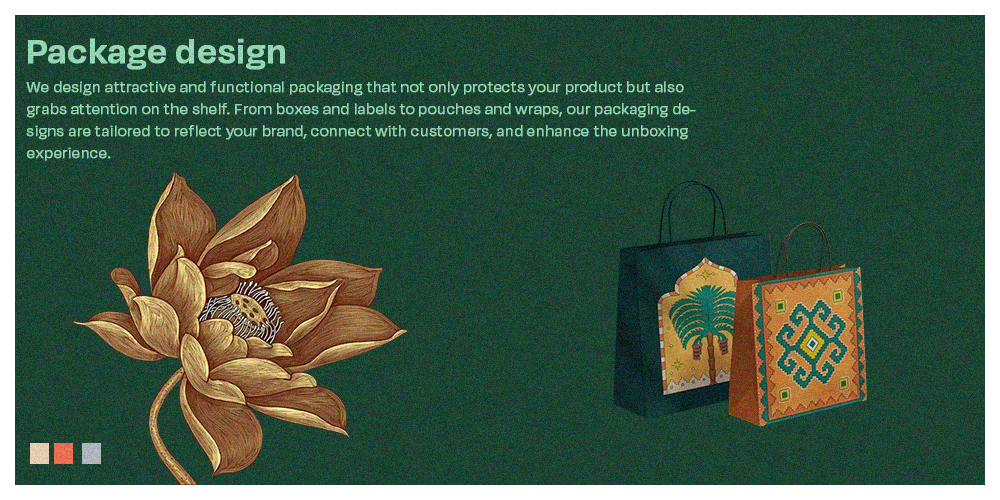 Package design
We design attractive and functional packaging that not only protects your product but also
grabs attention on the shelf. From boxes and labels to pouches and wraps, our packaging de-
signs are tailored to reflect your brand, connect with customers, and enhance the unboxing
experience.